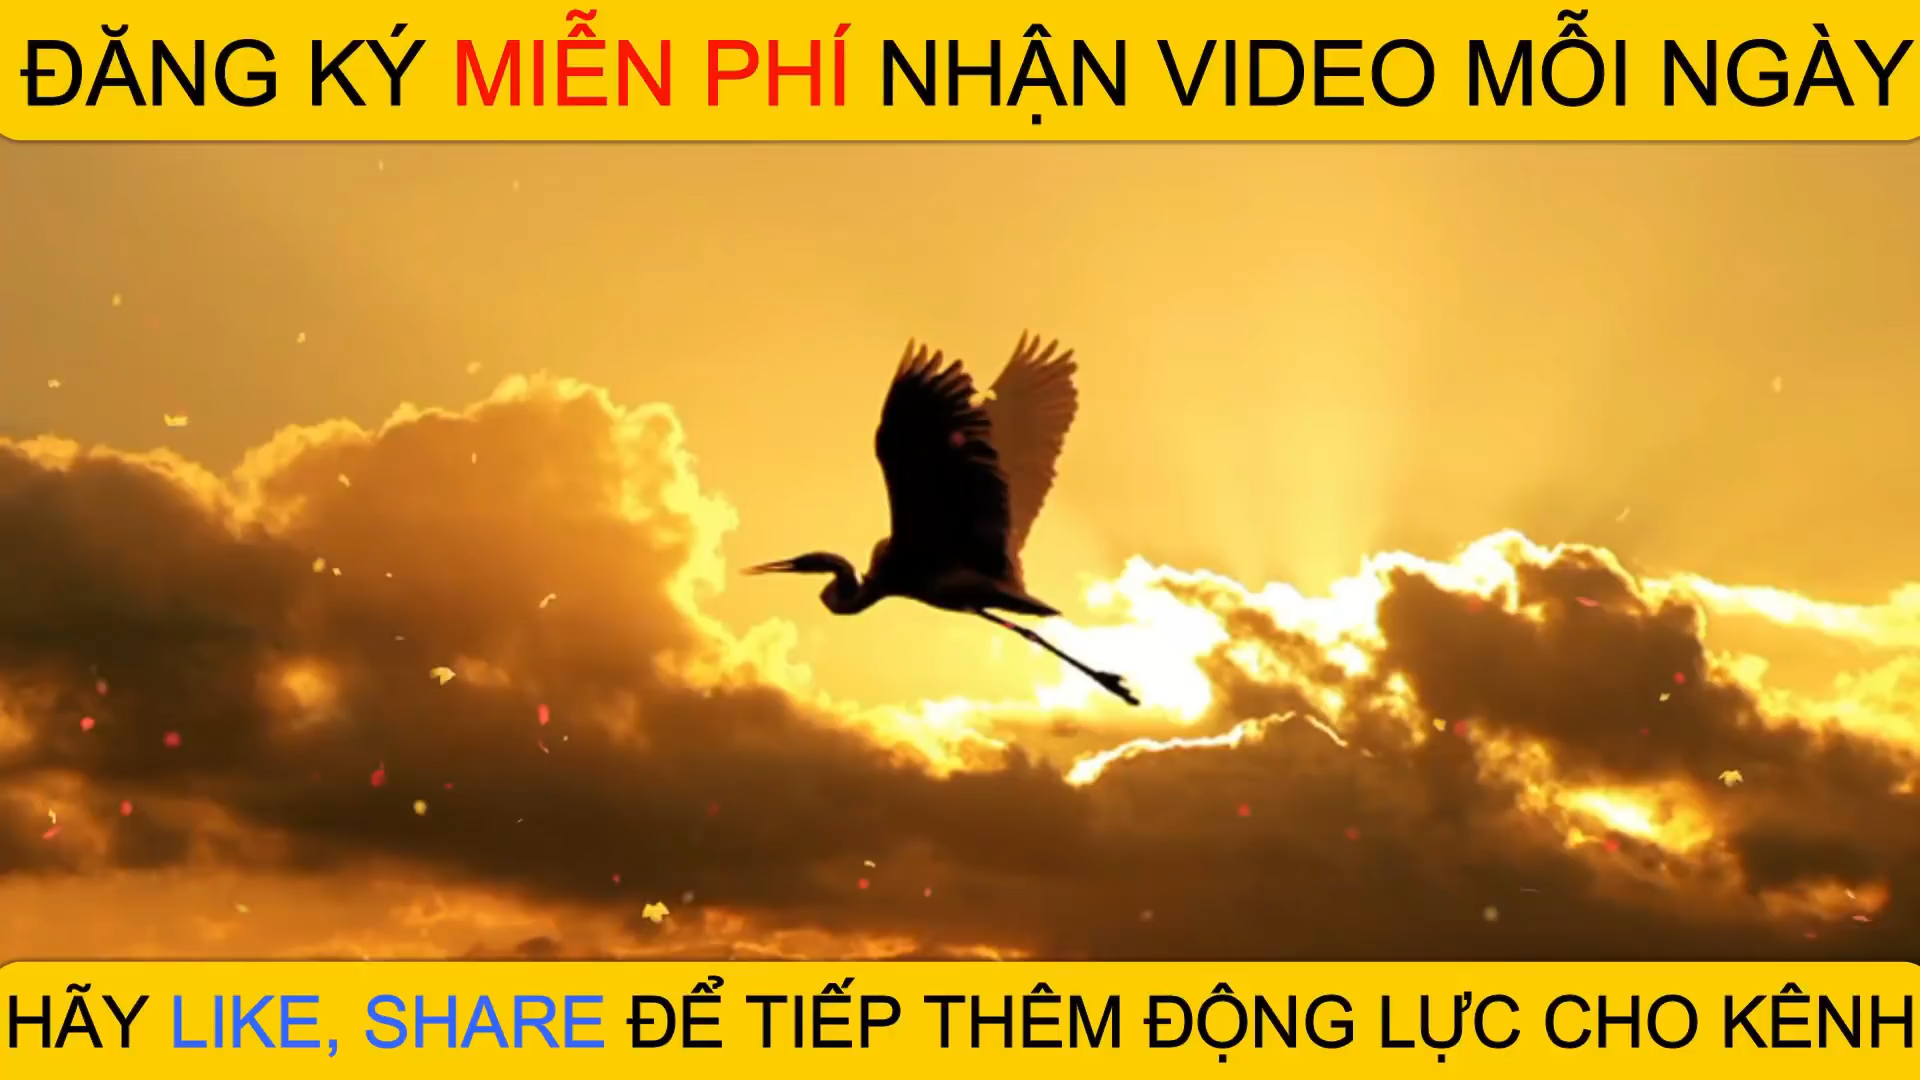 ĐĂNG KÝ MIỄN PHÍ NHẬN VIDEO MỖI NGÀY
HÃY LIKE, SHARE ĐỂ TIẾP THÊM ĐỘNG LỰC CHO KÊNH